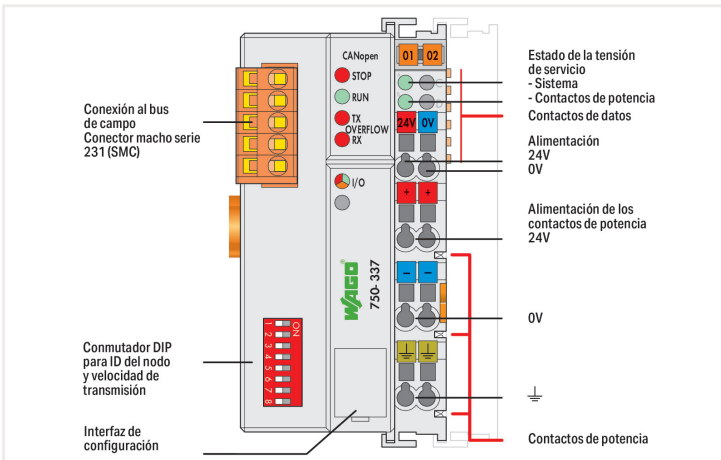 Conexión al bus
de campo
Conector macho serie
231 (SMC)
Conmutador DIP
para ID del nodo
y velocidad de
transmisión
Interfaz de
configuración
ON
1
2
3
4
5
6
7
8
CANopen
STOP
RUN
TX
OVERFLOW
RX
I/O
WAGO
750-337
01 02
C
D
24V 0V
+ +
− −
Estado de la tensión
de servicio
- Sistema
- Contactos de potencia
Contactos de datos
Alimentación
24V
0V
Alimentación de los
contactos de potencia
24V
0V
Contactos de potencia